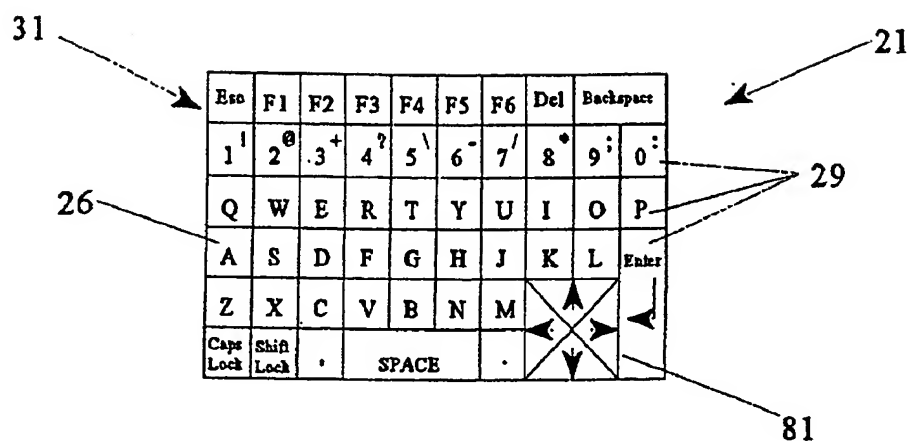 31
21
Esc F1 F2 F3 F4 F5 F6 Del Backspace
1 ! 2 @ .3 + 4 ? 5 \ 6 - 7 / 8 * 9 ; 0 :
29
26
Q W E R T Y U I O P
A S D F G H J K L Enter
Z X C V B N M
Caps Lock Shift Lock , SPACE .
81